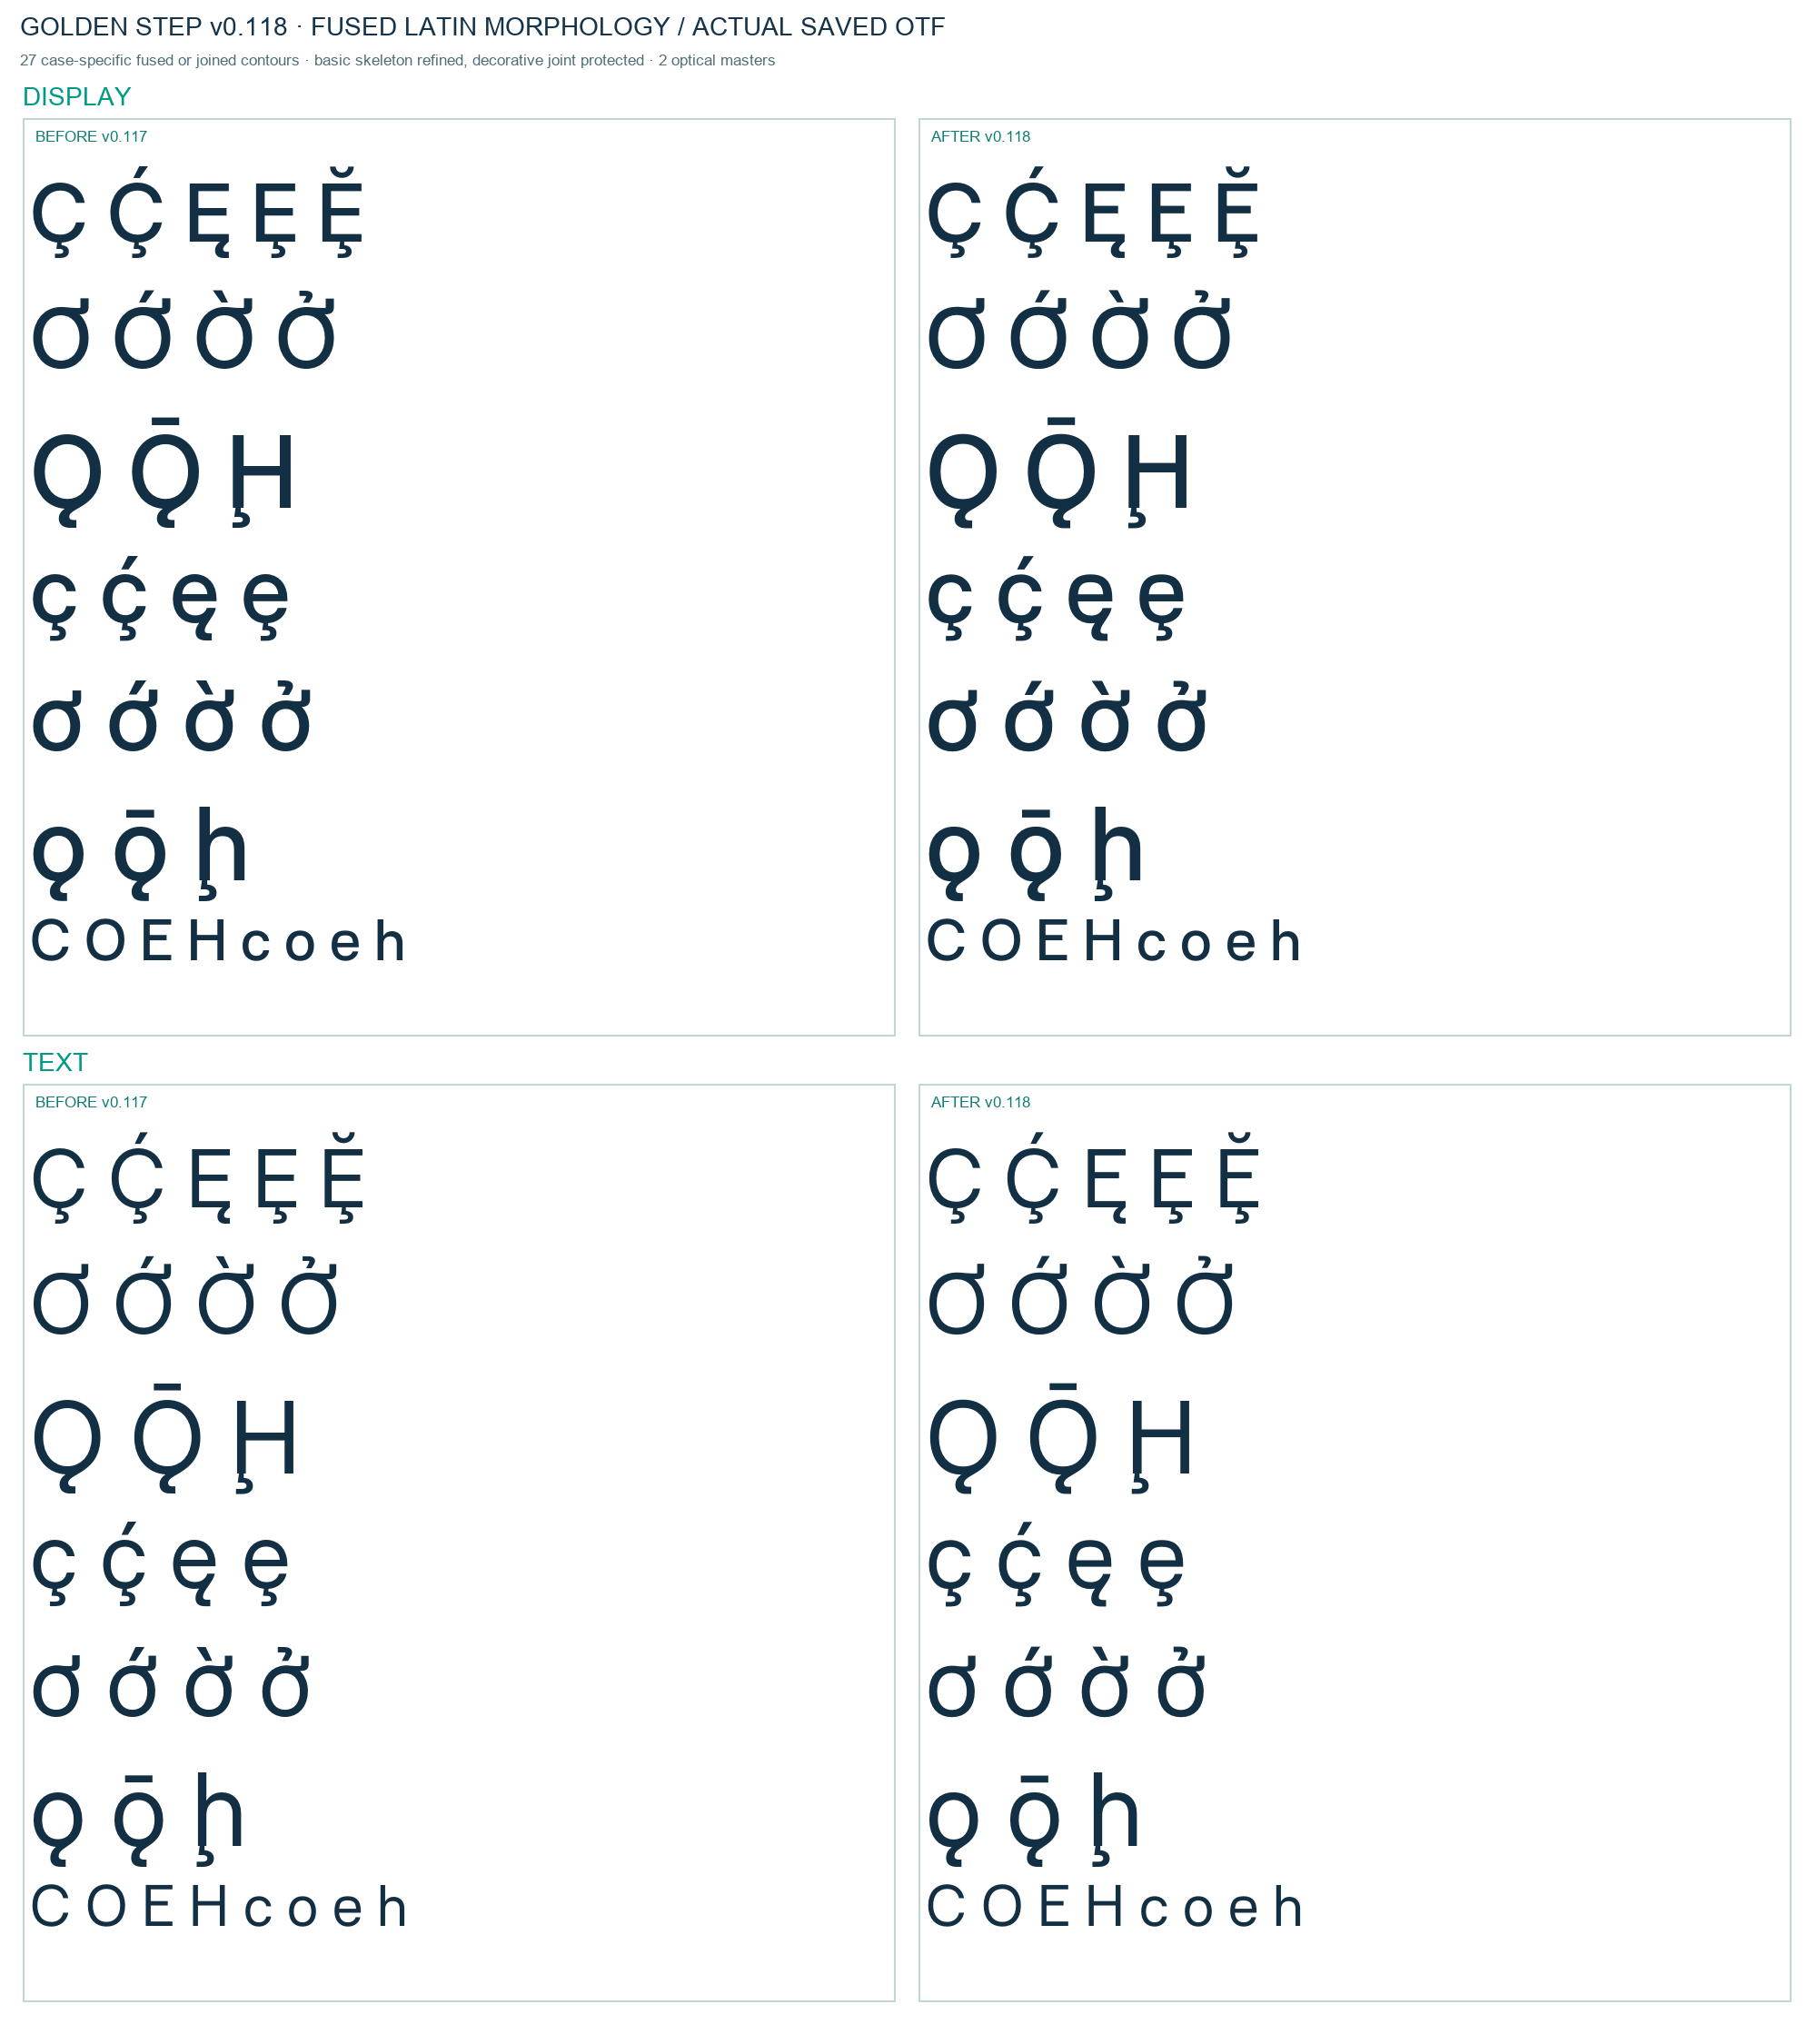 GOLDEN STEP v0.118 · FUSED LATIN MORPHOLOGY / ACTUAL SAVED OTF
27 case-specific fused or joined contours · basic skeleton refined, decorative joint protected · 2 optical masters
DISPLAY
BEFORE v0.117
Ç Ḉ Ę Ȩ Ḝ
Ơ Ớ Ờ Ở
Ǫ Ǭ Ḩ
ç ḉ ę ȩ
ơ ớ ờ ở
ǫ ǭ ḩ
C O E H c o e h
AFTER v0.118
Ç Ḉ Ę Ȩ Ḝ
Ơ Ớ Ờ Ở
Ǫ Ǭ Ḩ
ç ḉ ę ȩ
ơ ớ ờ ở
ǫ ǭ ḩ
C O E H c o e h
TEXT
BEFORE v0.117
Ç Ḉ Ę Ȩ Ḝ
Ơ Ớ Ờ Ở
Ǫ Ǭ Ḩ
ç ḉ ę ȩ
ơ ớ ờ ở
ǫ ǭ ḩ
C O E H c o e h
AFTER v0.118
Ç Ḉ Ę Ȩ Ḝ
Ơ Ớ Ờ Ở
Ǫ Ǭ Ḩ
ç ḉ ę ȩ
ơ ớ ờ ở
ǫ ǭ ḩ
C O E H c o e h